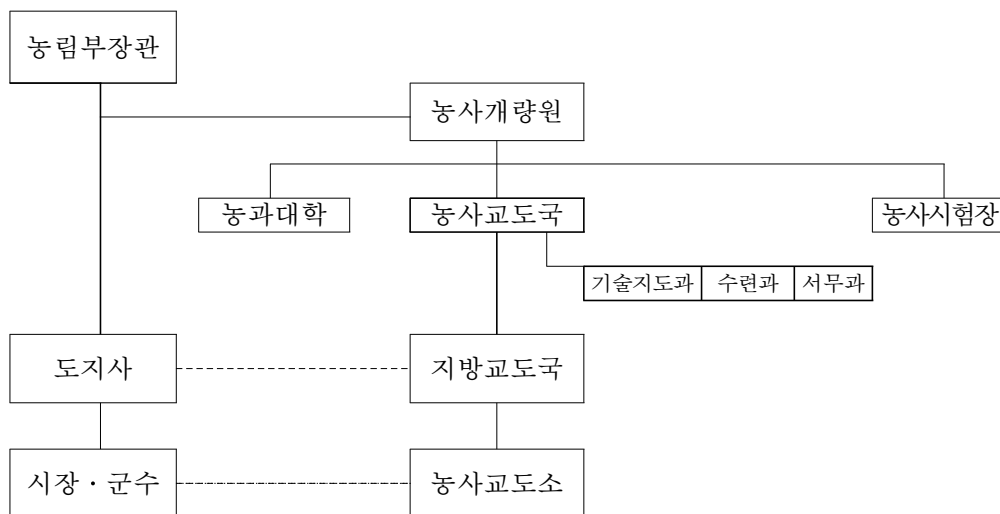 농림부장관
농사개량원
농과대학
농사교도국
농사시험장
기술지도과
수련과
서무과
도지사
지방교도국
시장 · 군수
농사교도소